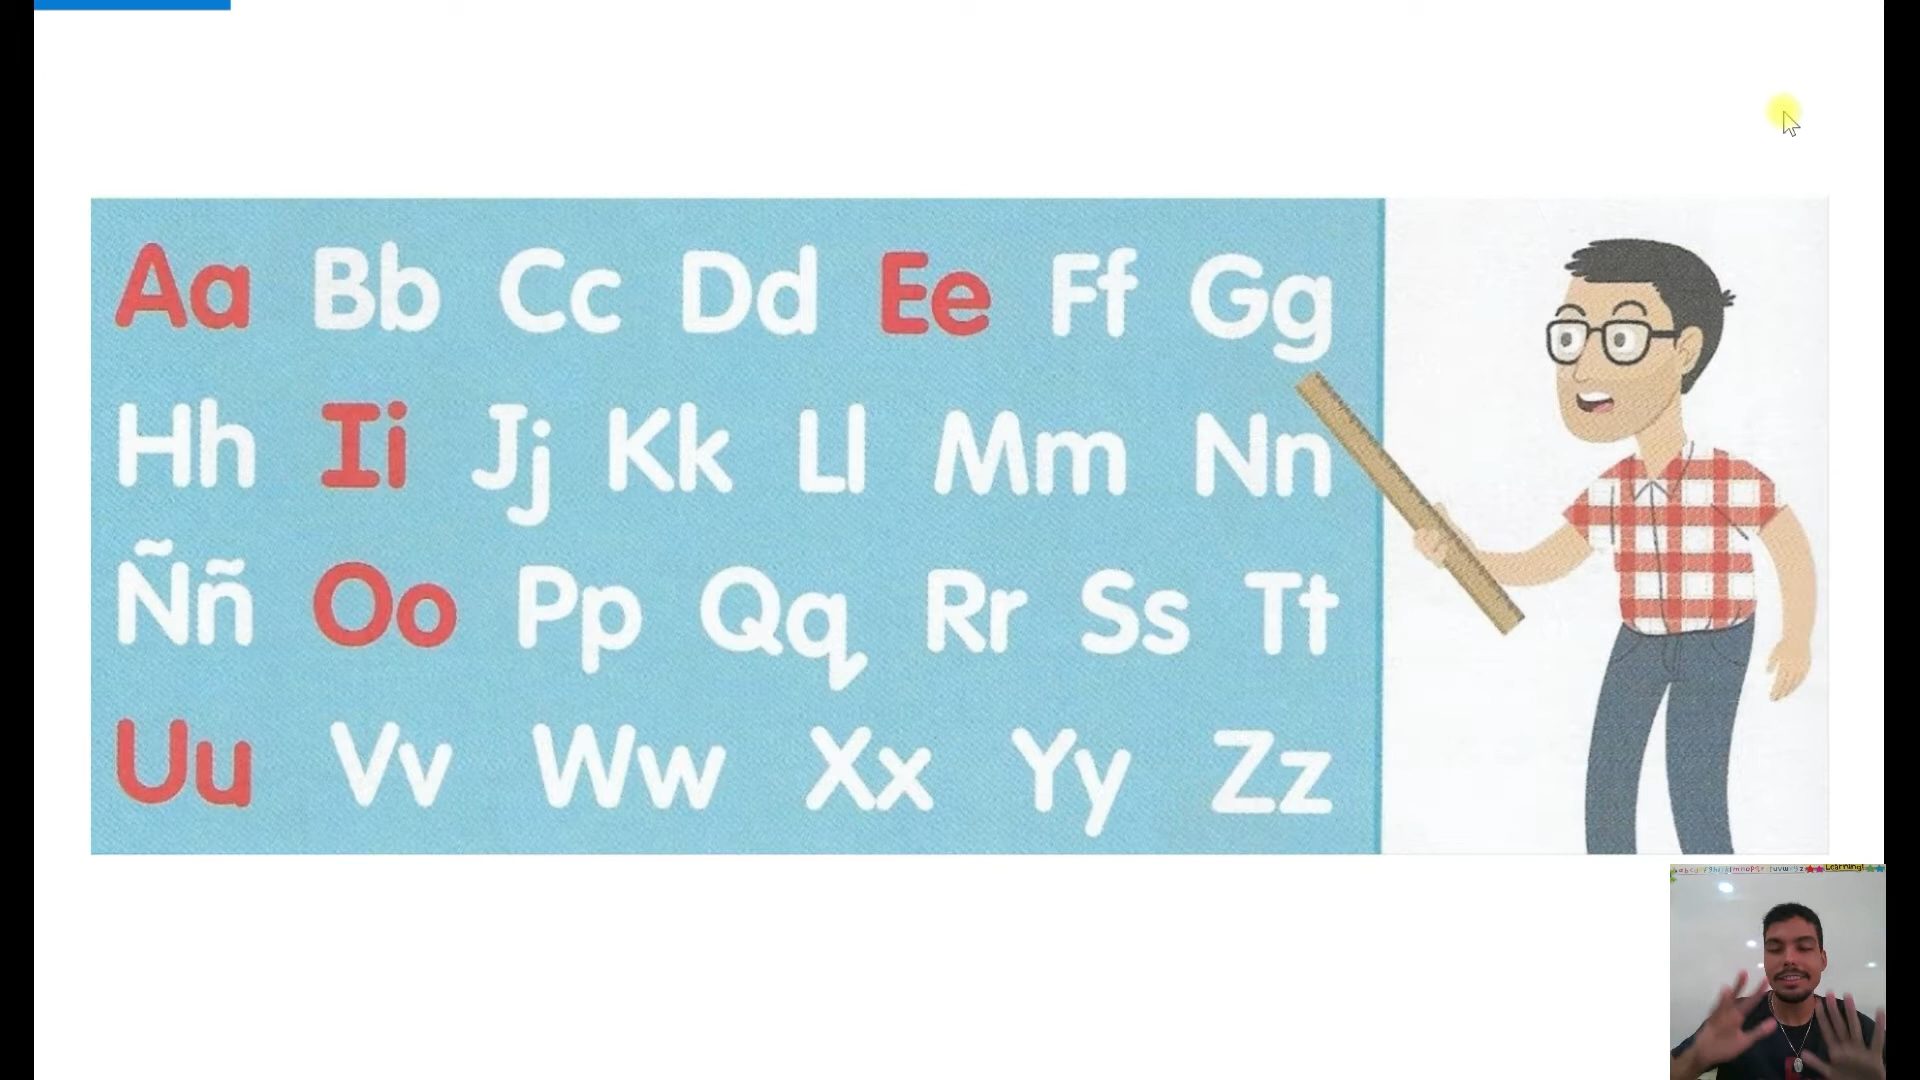 Aa Bb Cc Dd Ee Ff Gg
Hh Ii Jj Kk Ll Mm Nn
Ññ Oo Pp Qq Rr Ss Tt
Uu Vv Ww Xx Yy Zz
Learning!